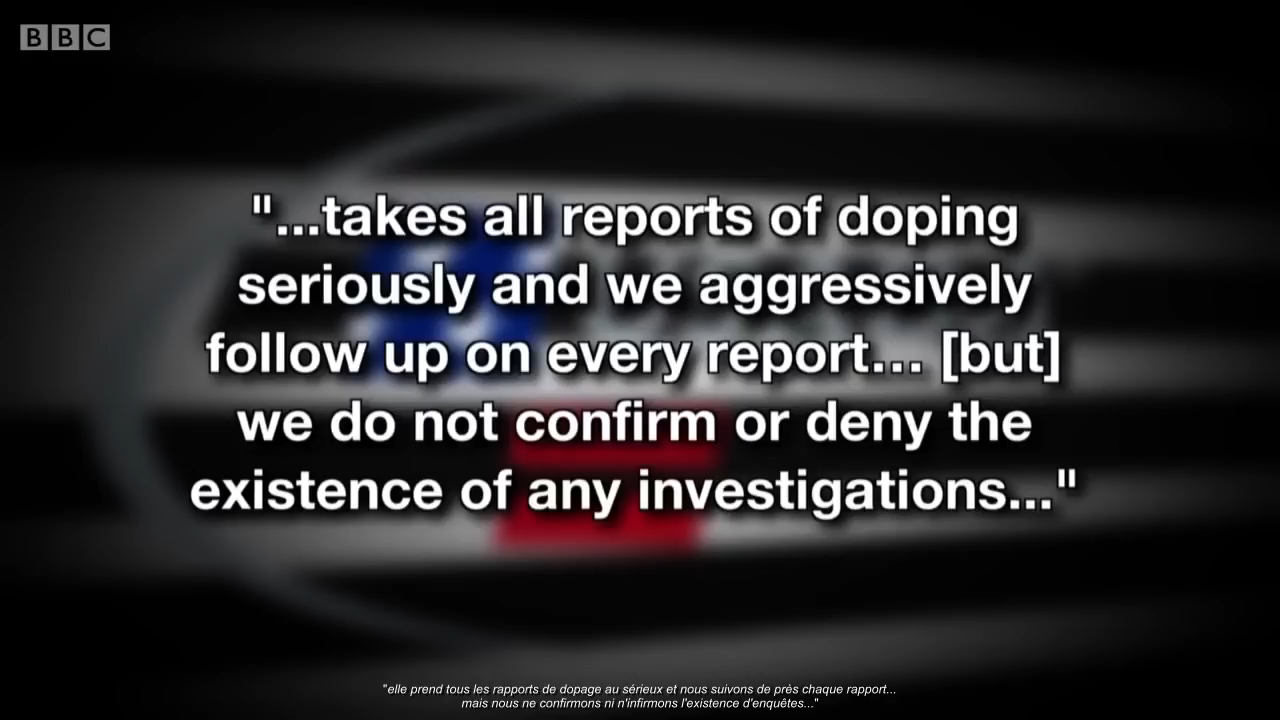 BBC
"...takes all reports of doping
seriously and we aggressively
follow up on every report... [but]
we do not confirm or deny the
existence of any investigations..."
"elle prend tous les rapports de dopage au sérieux et nous suivons de près chaque rapport...
mais nous ne confirmons ni n'infirmons l'existence d'enquêtes..."